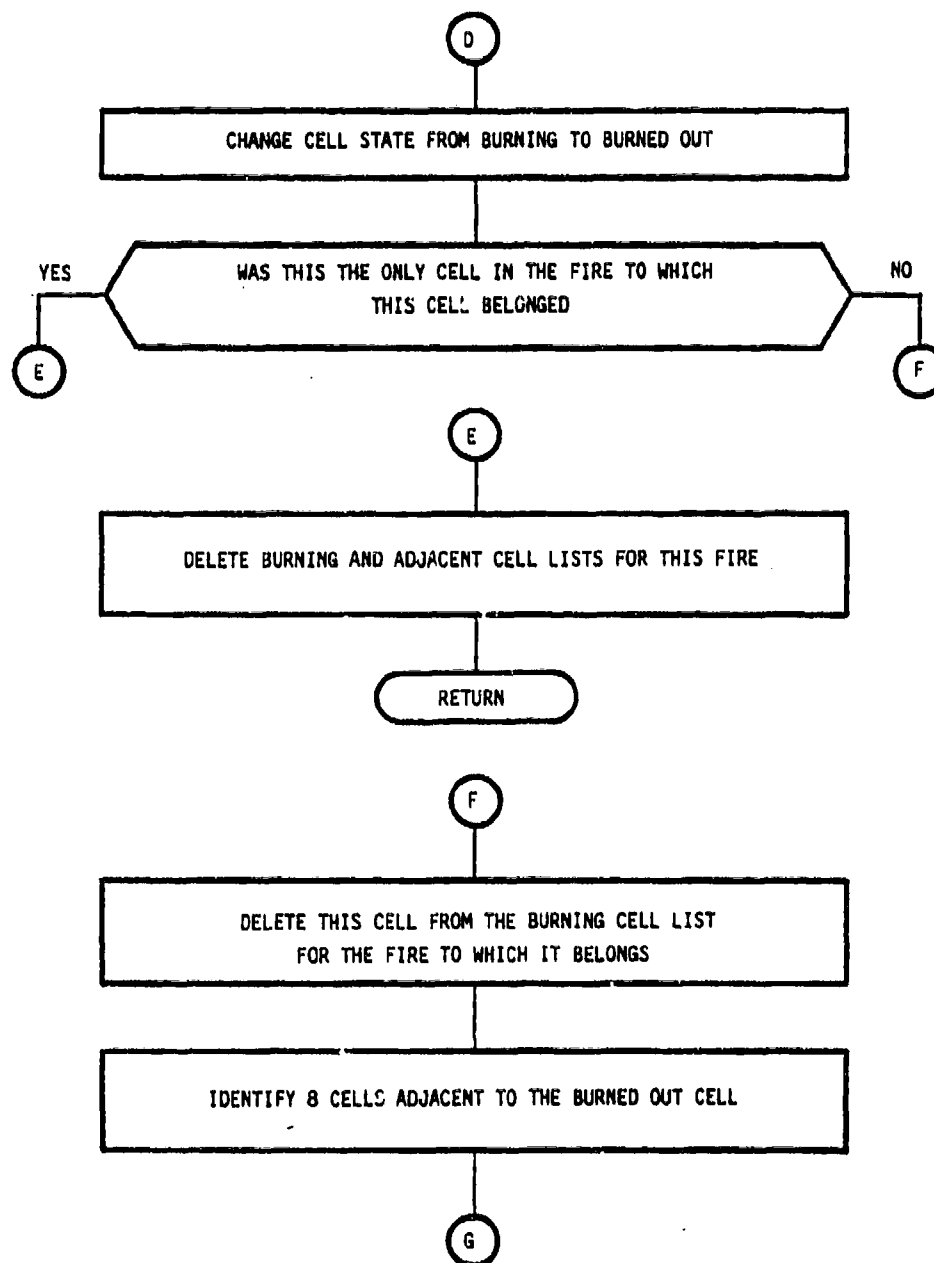 D
CHANGE CELL STATE FROM BURNING TO BURNED OUT
YES
WAS THIS THE ONLY CELL IN THE FIRE TO WHICH
THIS CELL BELONGED
NO
E
F
E
DELETE BURNING AND ADJACENT CELL LISTS FOR THIS FIRE
RETURN
F
DELETE THIS CELL FROM THE BURNING CELL LIST
FOR THE FIRE TO WHICH IT BELONGS
IDENTIFY 8 CELLS ADJACENT TO THE BURNED OUT CELL
G